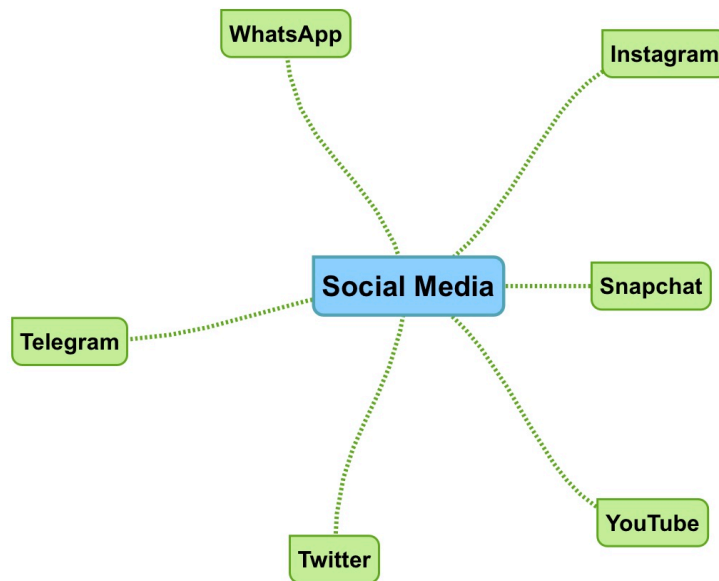 WhatsApp
Instagram
Social Media
Snapchat
Telegram
YouTube
Twitter